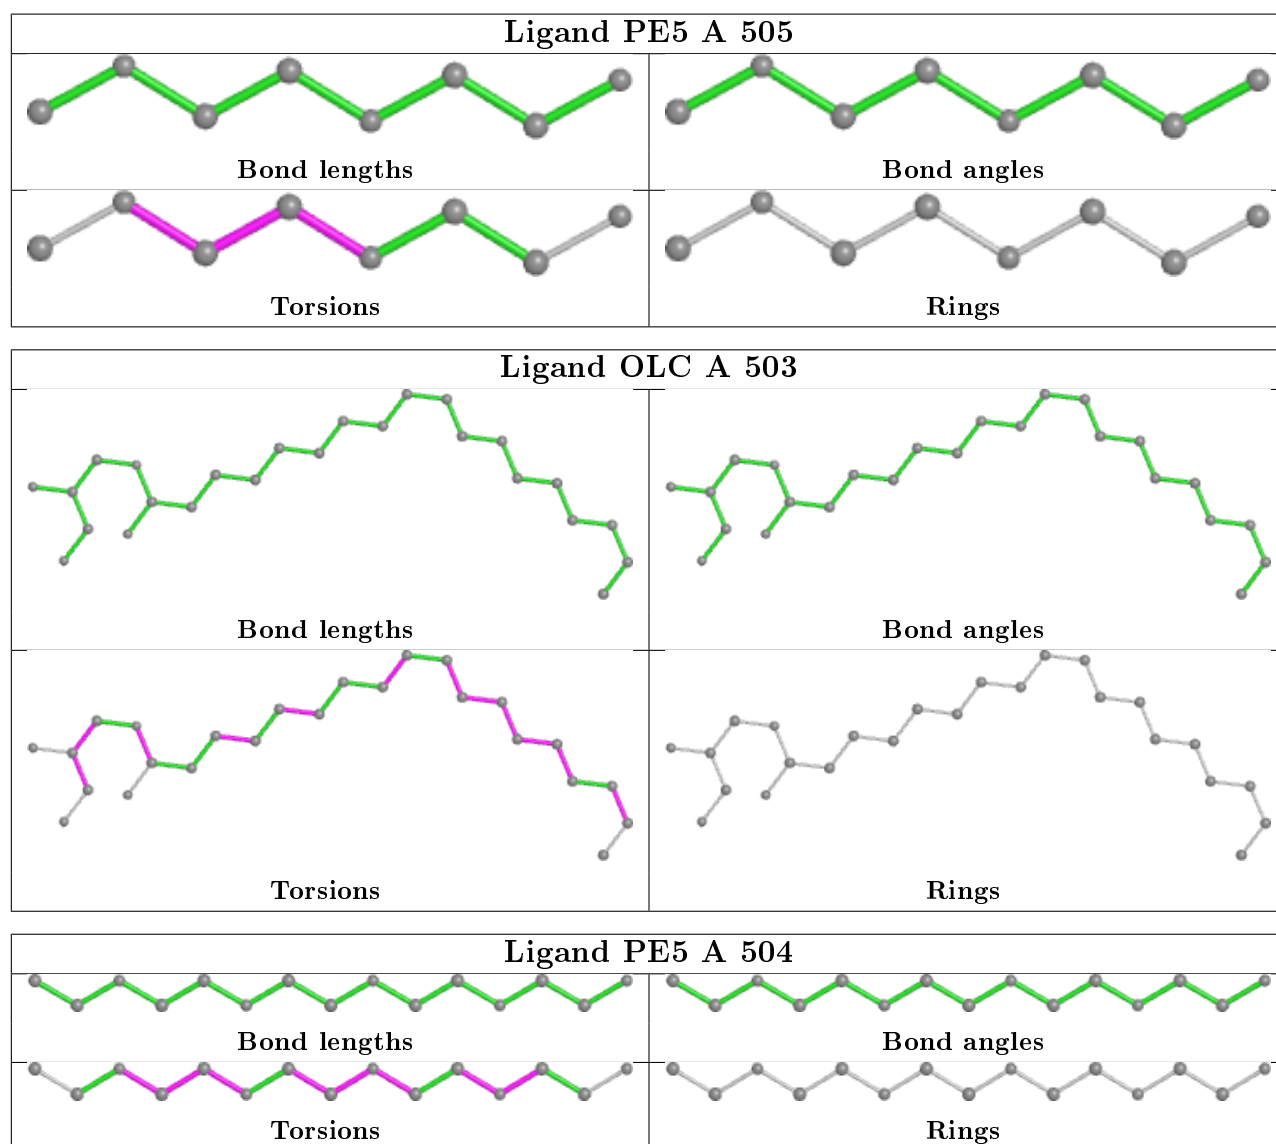 Ligand PE5 A 505
Bond lengths
Bond angles
Torsions
Rings
Ligand OLC A 503
Bond lengths
Bond angles
Torsions
Rings
Ligand PE5 A 504
Bond lengths
Bond angles
Torsions
Rings